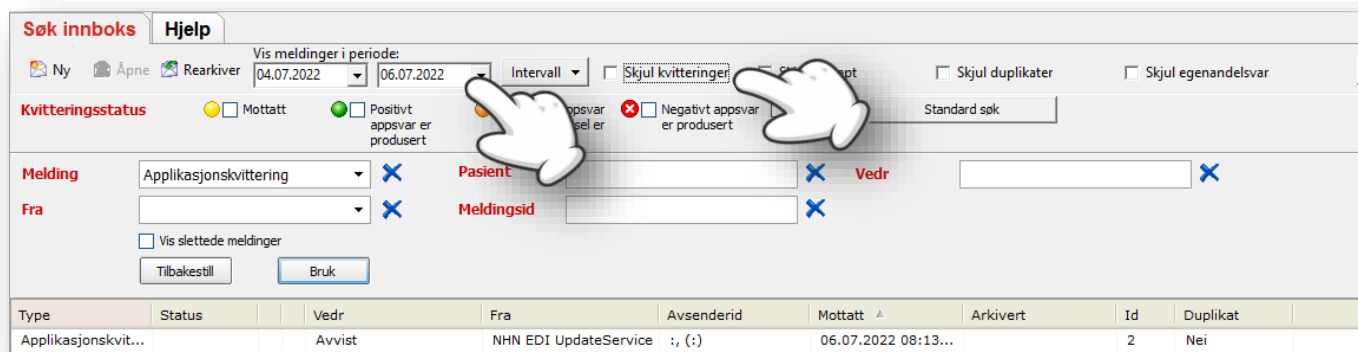 Søk innboks Hjelp
Vis meldinger i periode:
Ny Åpne Rearkiver 04.07.2022 06.07.2022 Intervall Skjul kvitteringer Skjul duplikater Skjul egenandelsvar
Kvitteringsstatus Mottatt Positivt appsvar er produsert Negativt appsvar er produsert Standard søk
Melding Applikasjonskvittering Pasient Vedr
Fra Meldingsid
Vis slettede meldinger
Tilbakestill Bruk
Type Status Vedr Fra Avsenderid Mottatt Arkivert Id Duplikat
Applikasjonskvit... Avvist NHN EDI UpdateService :, (:) 06.07.2022 08:13... 2 Nei